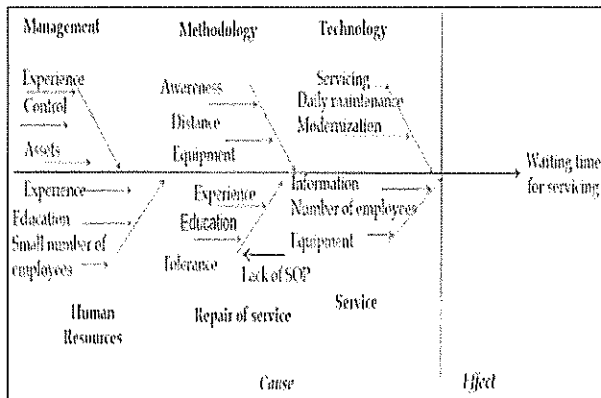 Management
Methodology
Technology
Experience
Control
Assets
Awareness
Distance
Equipment
Servicing
Daily maintenance
Modernization
Waiting time
for servicing
Experience
Education
Small number of
employees
Experience
Education
Tolerance
Lack of SOP
Information
Number of employees
Equipment
Human
Resources
Repair of service
Service
Cause
Effect